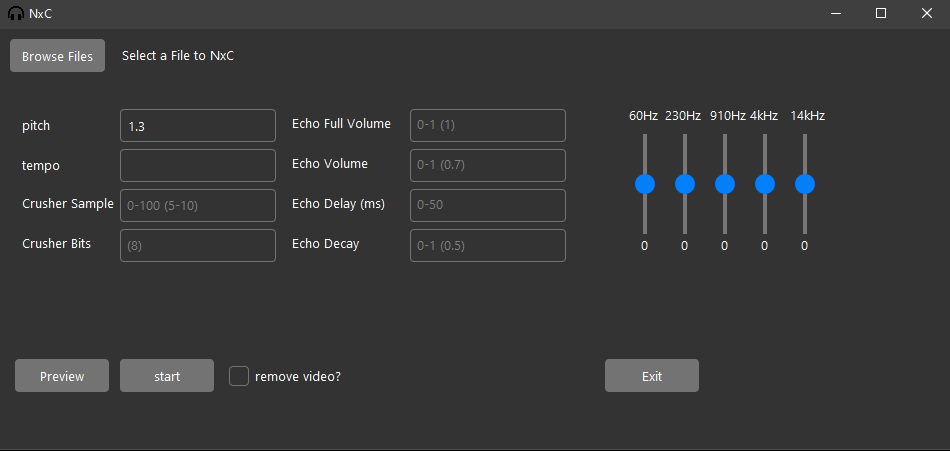 NxC
Browse Files Select a File to NxC
60Hz 230Hz 910Hz 4kHz 14kHz
pitch 1.3 Echo Full Volume 0-1 (1)
tempo Echo Volume 0-1 (0.7)
Crusher Sample 0-100 (5-10) Echo Delay (ms) 0-50
Crusher Bits (8) Echo Decay 0-1 (0.5)
0 0 0 0 0
Preview start remove video? Exit